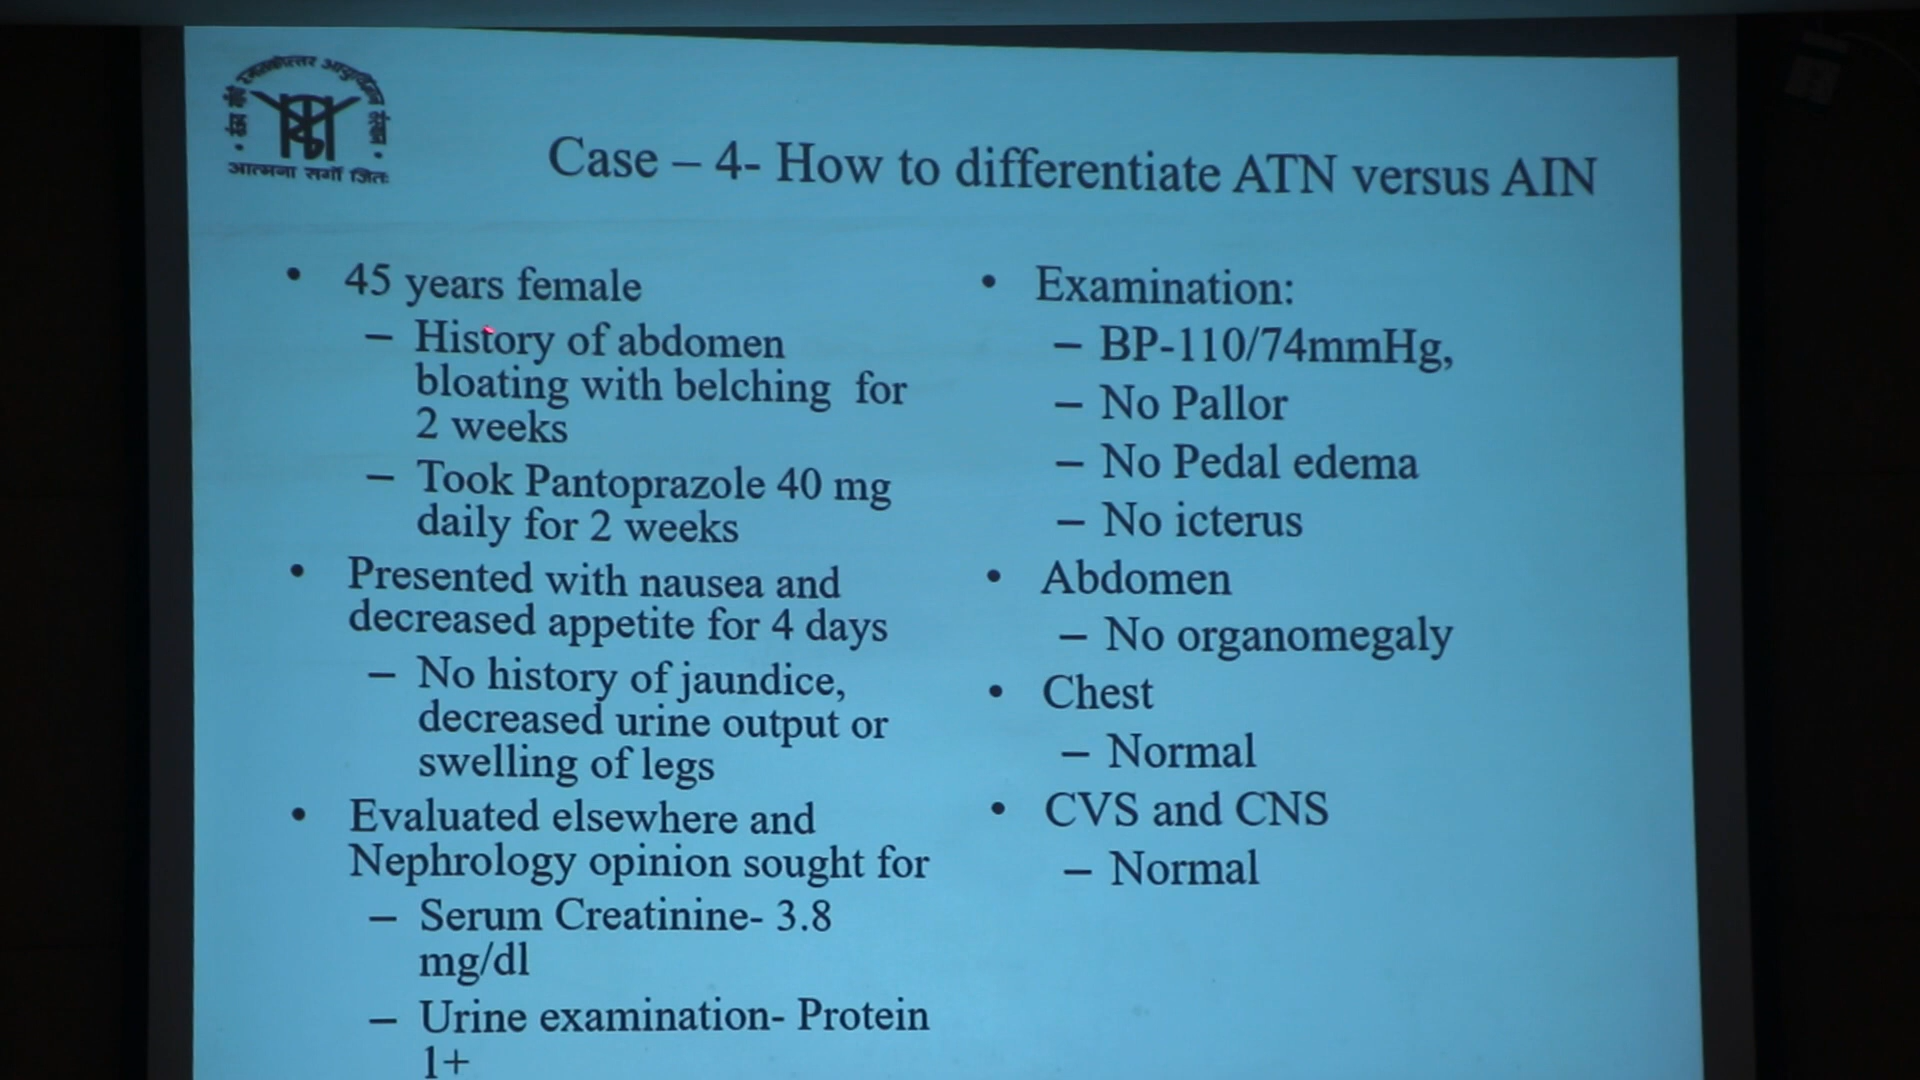 आत्मना सर्गो जितः
Case – 4- How to differentiate ATN versus AIN
• 45 years female
– History of abdomen
bloating with belching for
2 weeks
– Took Pantoprazole 40 mg
daily for 2 weeks
• Presented with nausea and
decreased appetite for 4 days
– No history of jaundice,
decreased urine output or
swelling of legs
• Evaluated elsewhere and
Nephrology opinion sought for
– Serum Creatinine- 3.8
mg/dl
– Urine examination- Protein
1+
• Examination:
– BP-110/74mmHg,
– No Pallor
– No Pedal edema
– No icterus
• Abdomen
– No organomegaly
• Chest
– Normal
• CVS and CNS
– Normal